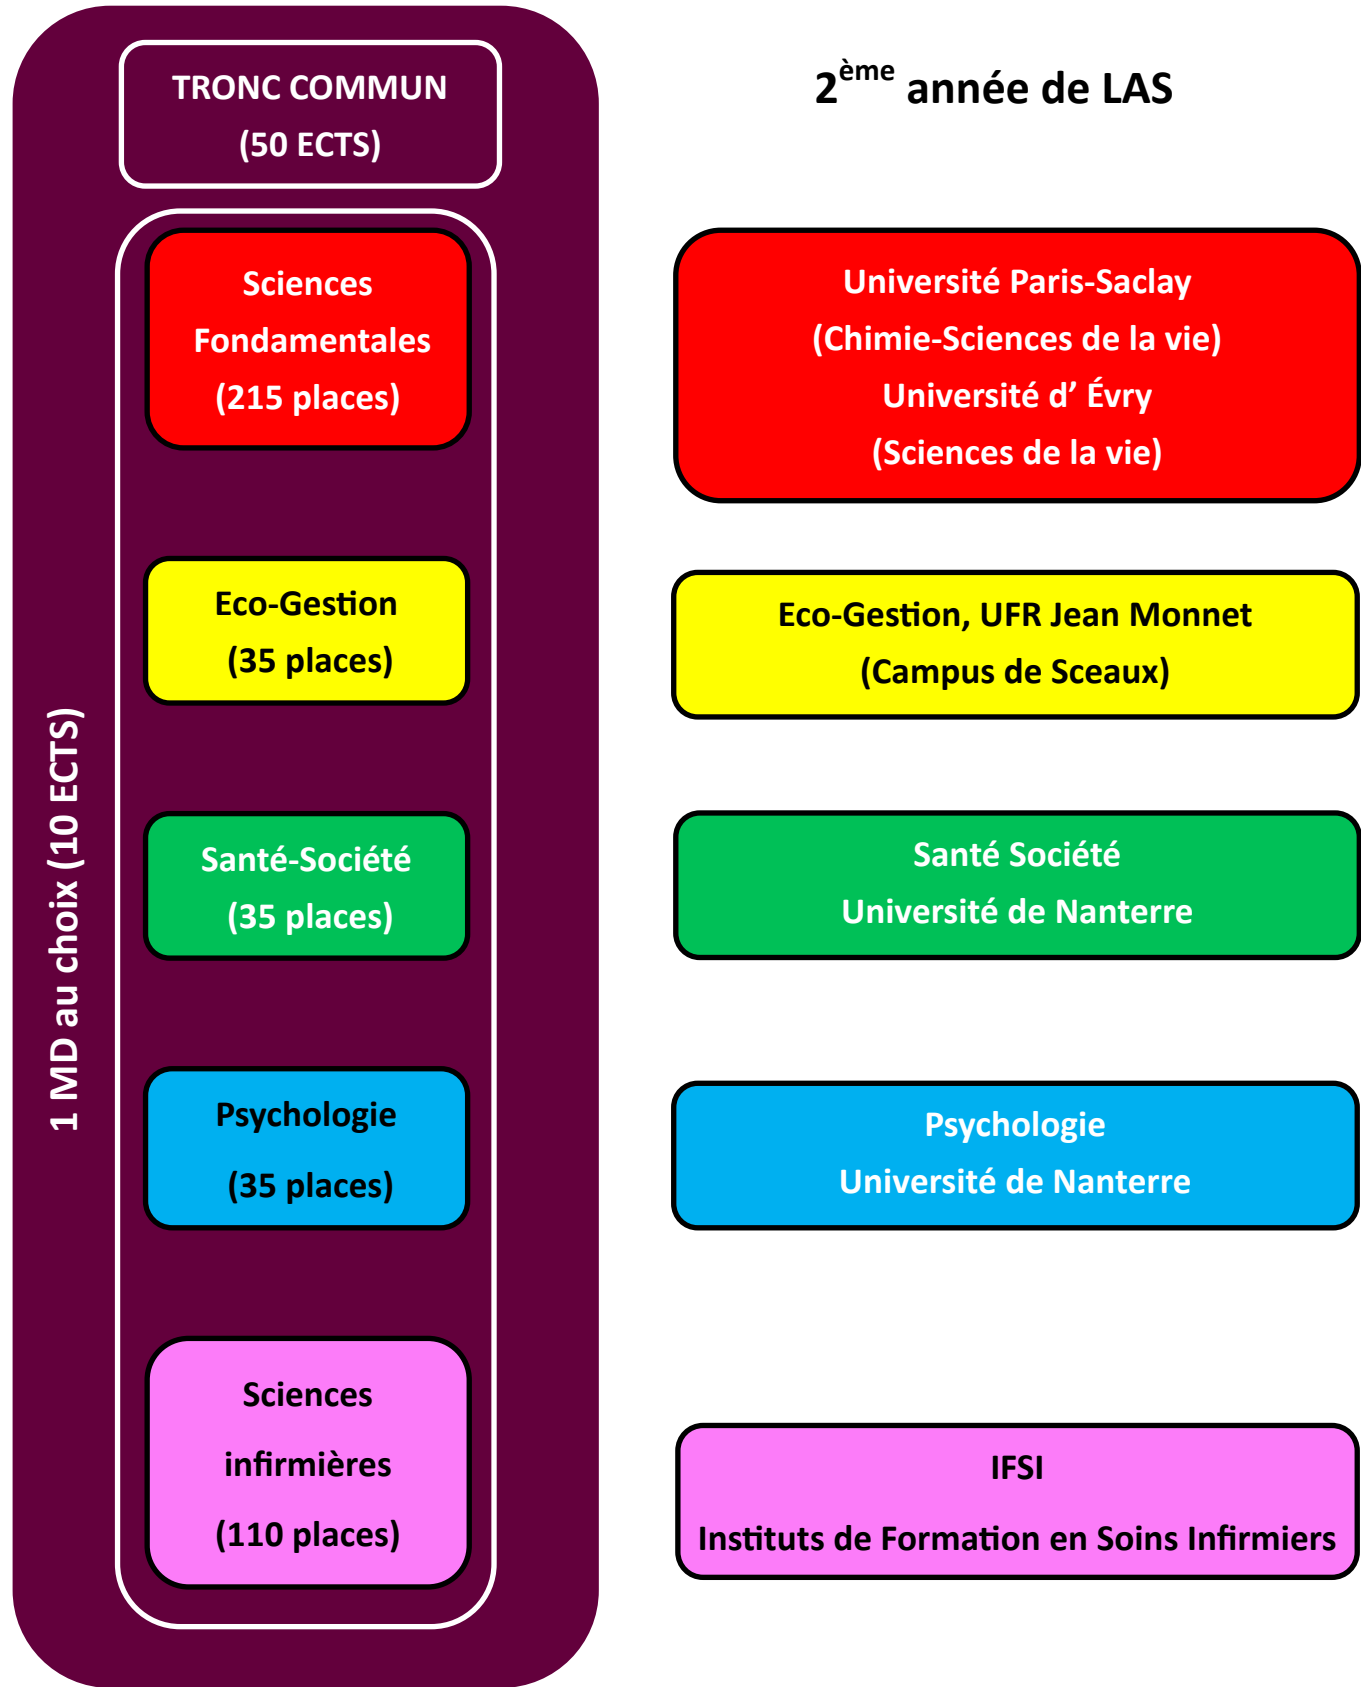 TRONC COMMUN
(50 ECTS)
2ème année de LAS
1 MD au choix (10 ECTS)
Sciences
Fondamentales
(215 places)
Université Paris-Saclay
(Chimie-Sciences de la vie)
Université d’ Évry
(Sciences de la vie)
Eco-Gestion
(35 places)
Eco-Gestion, UFR Jean Monnet
(Campus de Sceaux)
Santé-Société
(35 places)
Santé Société
Université de Nanterre
Psychologie
(35 places)
Psychologie
Université de Nanterre
Sciences
infirmières
(110 places)
IFSI
Instituts de Formation en Soins Infirmiers